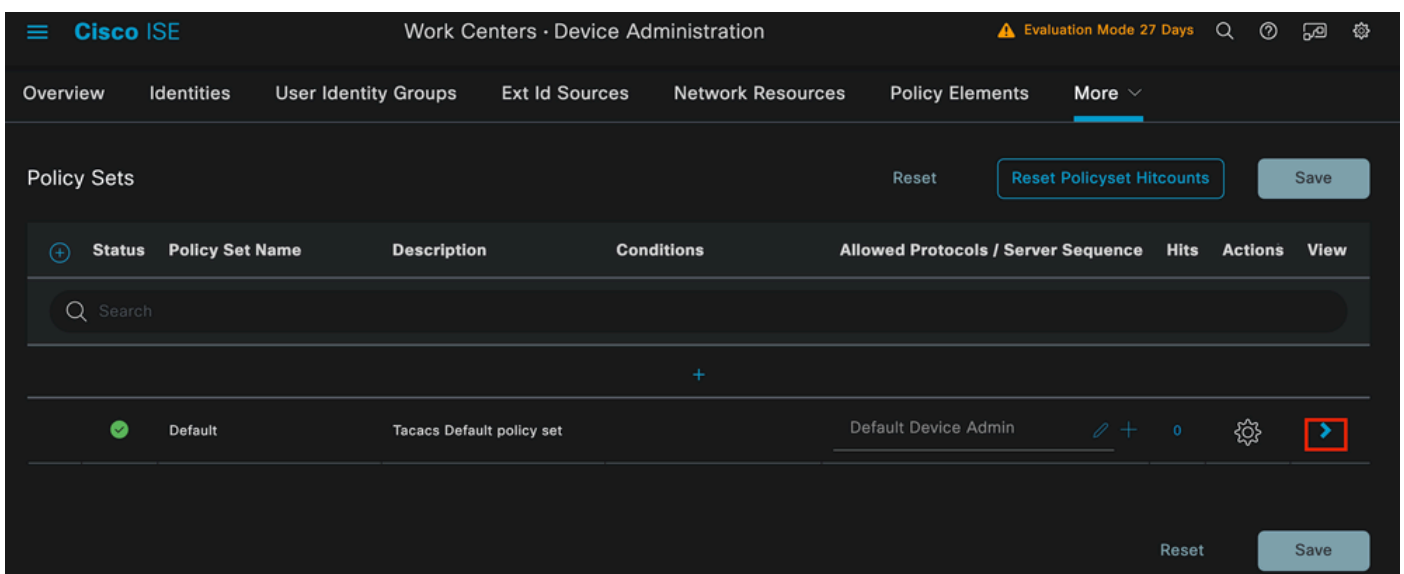 Cisco ISE Work Centers · Device Administration Evaluation Mode 27 Days
Overview Identities User Identity Groups Ext Id Sources Network Resources Policy Elements More
Policy Sets Reset Reset Policyset Hitcounts Save
Status Policy Set Name Description Conditions Allowed Protocols / Server Sequence Hits Actions View
Search
+
Default Tacacs Default policy set Default Device Admin + 0
Reset Save